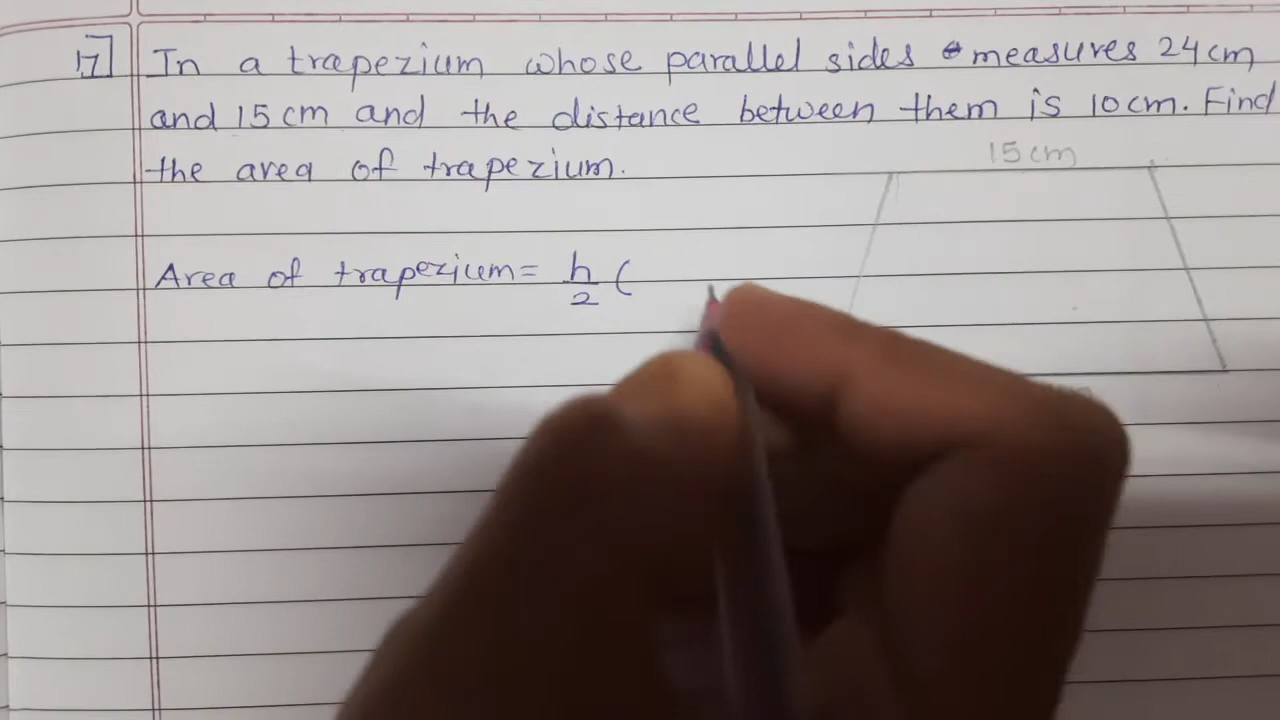 17 In a trapezium whose parallel sides measures 24 cm
and 15 cm and the distance between them is 10 cm. Find
the area of trapezium.
15 cm
Area of trapezium = h/2 (